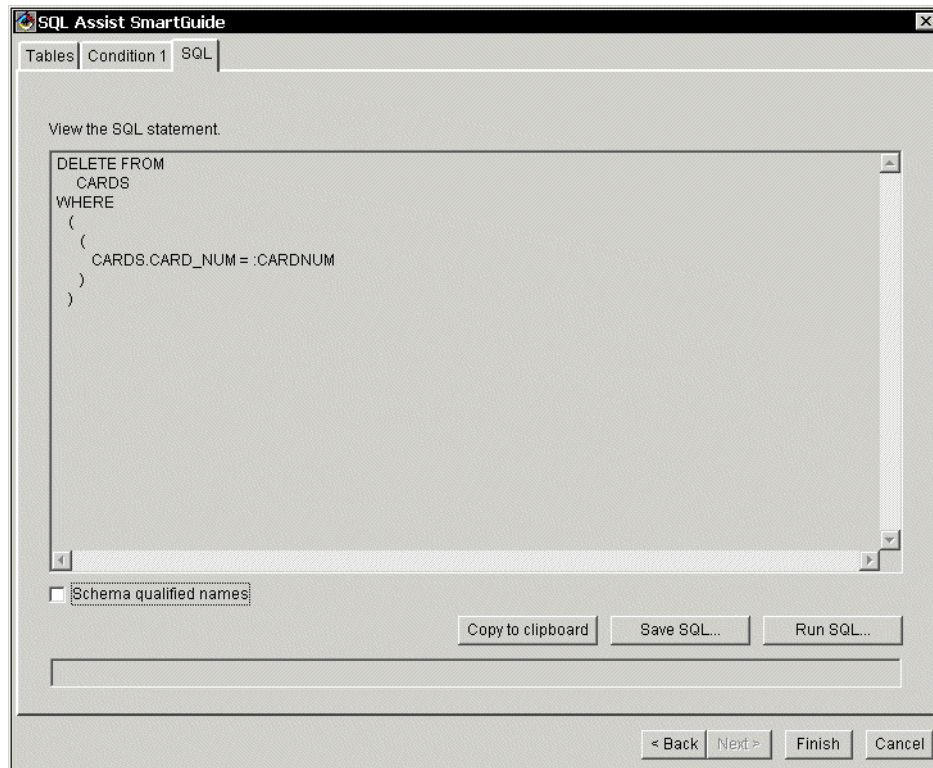 SQL Assist SmartGuide
Tables Condition 1 SQL
View the SQL statement.
DELETE FROM
CARDS
WHERE
(
(
CARDS.CARD_NUM = :CARDNUM
)
)
Schema qualified names
Copy to clipboard Save SQL... Run SQL...
< Back Next > Finish Cancel